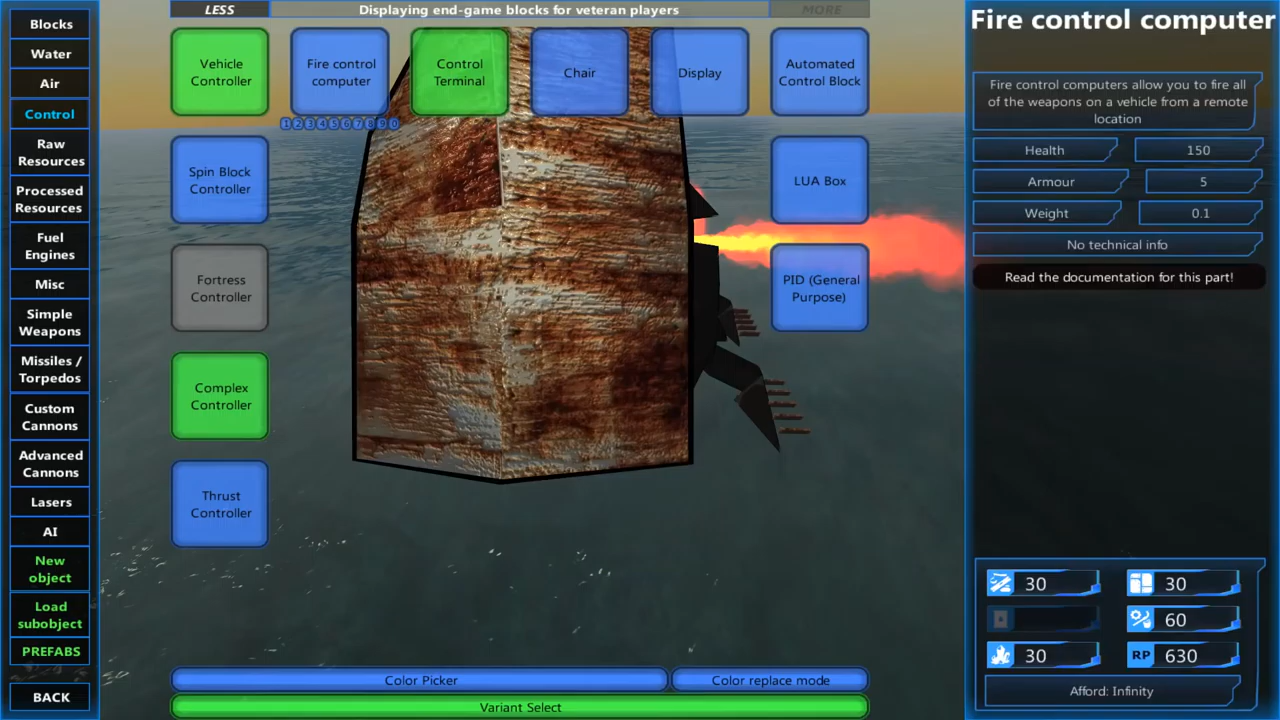 LESS
Displaying end-game blocks for veteran players
MORE
Blocks
Water
Air
Control
Raw
Resources
Processed
Resources
Fuel
Engines
Misc
Simple
Weapons
Missiles /
Torpedos
Custom
Cannons
Advanced
Cannons
Lasers
AI
New
object
Load
subobject
PREFABS
BACK
Vehicle
Controller
Fire control
computer
1 2 3 4 5 6 7 8 9 0
Control
Terminal
Chair
Display
Automated
Control Block
Spin Block
Controller
LUA Box
Fortress
Controller
PID (General
Purpose)
Complex
Controller
Thrust
Controller
Color Picker
Color replace mode
Variant Select
Fire control computer
Fire control computers allow you to fire all
of the weapons on a vehicle from a remote
location
Health 150
Armour 5
Weight 0.1
No technical info
Read the documentation for this part!
30 30
60
30 RP 630
Afford: Infinity